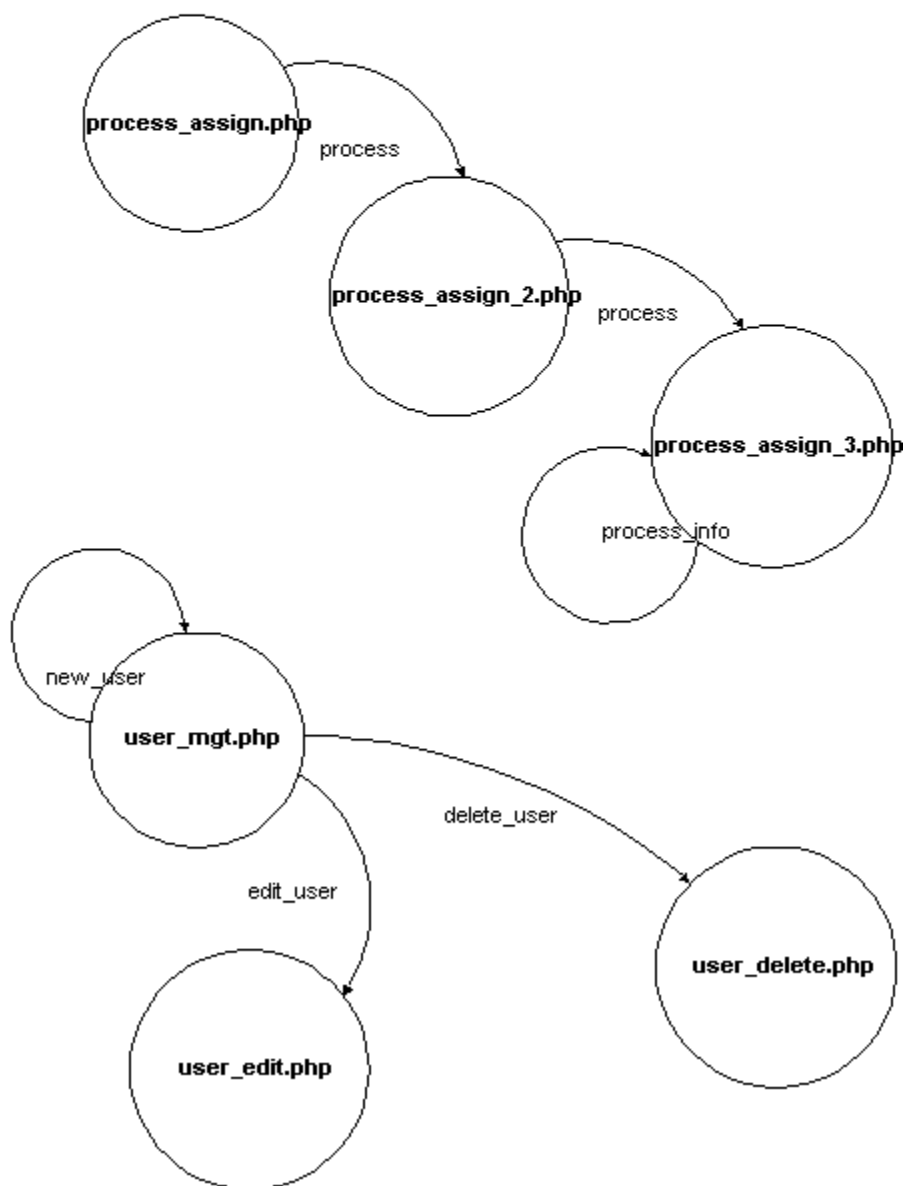 process_assign.php
process
process_assign_2.php
process
process_assign_3.php
process_info
new_user
user_mgt.php
delete_user
edit_user
user_delete.php
user_edit.php